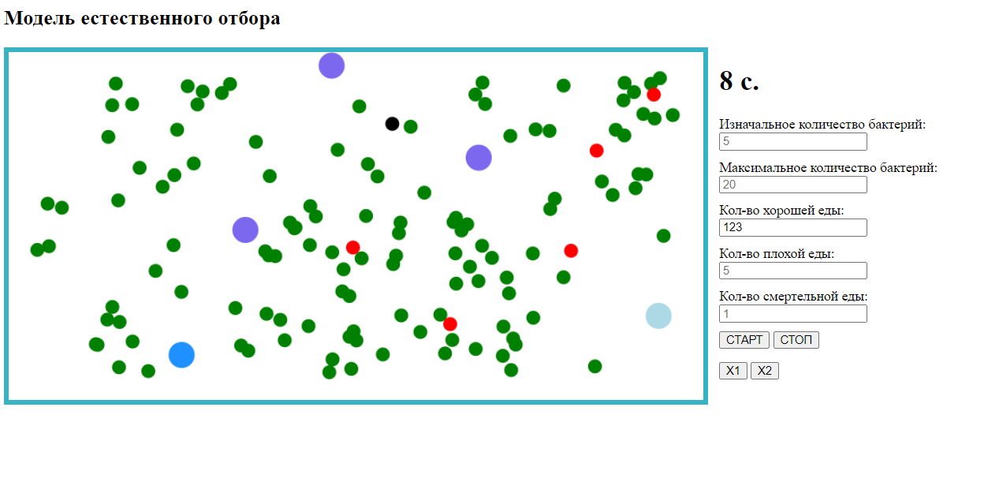 Модель естественного отбора
8 с.
Изначальное количество бактерий:
5
Максимальное количество бактерий:
20
Кол-во хорошей еды:
123
Кол-во плохой еды:
5
Кол-во смертельной еды:
1
СТАРТ СТОП
X1 X2